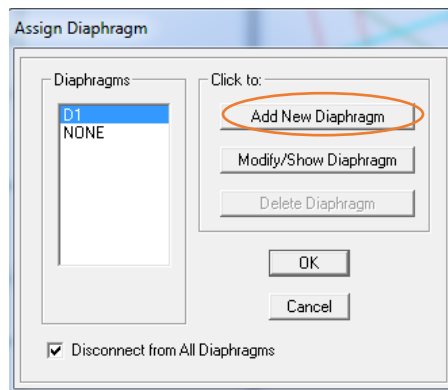 Assign Diaphragm
Diaphragms
D1
NONE
Click to:
Add New Diaphragm
Modify/Show Diaphragm
Delete Diaphragm
OK
Cancel
Disconnect from All Diaphragms